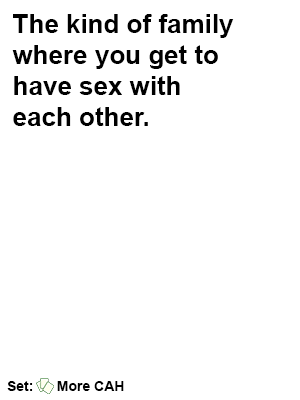 The kind of family
where you get to
have sex with
each other.
Set: More CAH